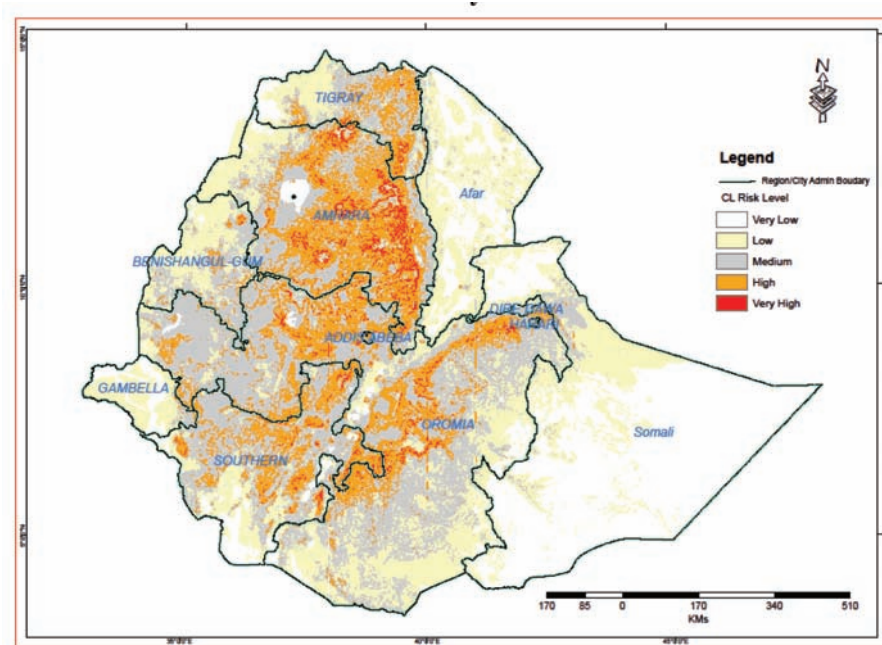 N
TIGRAY
Afar
AMHARA
BENISHANGUL-GUM
DIRE DAWA
HARARI
ADDIS ABEBA
GAMBELLA
OROMIA
SOUTHERN
Somali
Legend
Region/City Admin Boudary
CL Risk Level
Very Low
Low
Medium
High
Very High
170 85 0 170 340 510
KMs